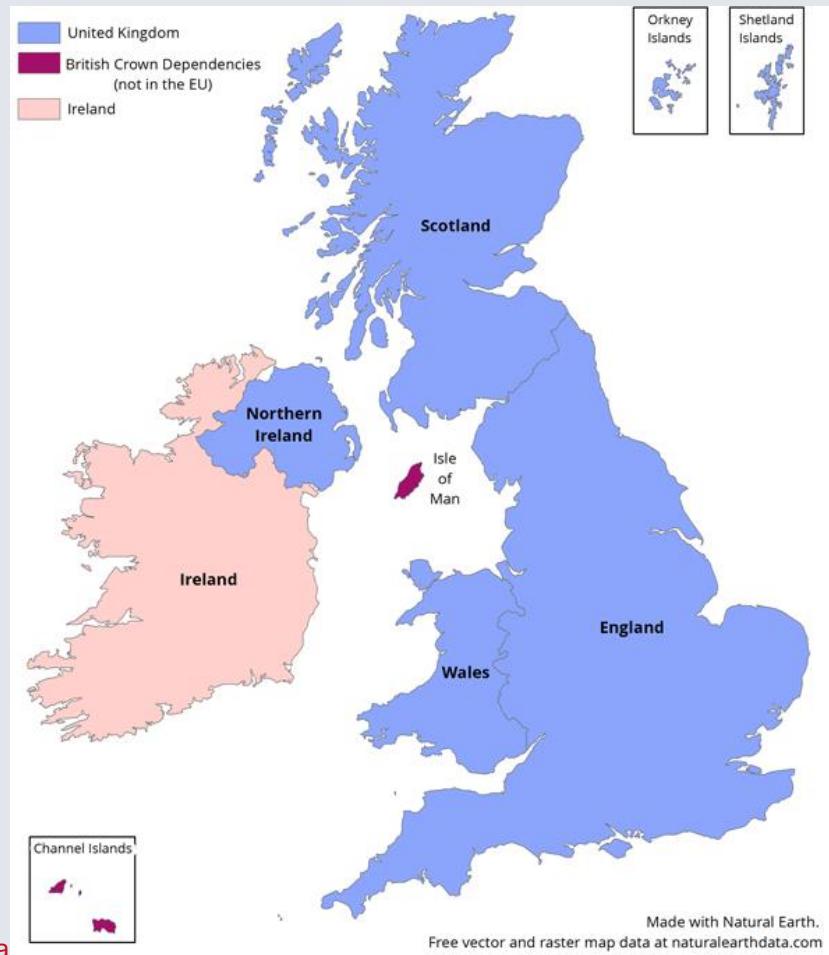 United Kingdom
British Crown Dependencies
(not in the EU)
Ireland
Orkney
Islands
Shetland
Islands
Scotland
Northern
Ireland
Isle
of
Man
Ireland
England
Wales
Channel Islands
Made with Natural Earth.
Free vector and raster map data at naturalearthdata.com
a